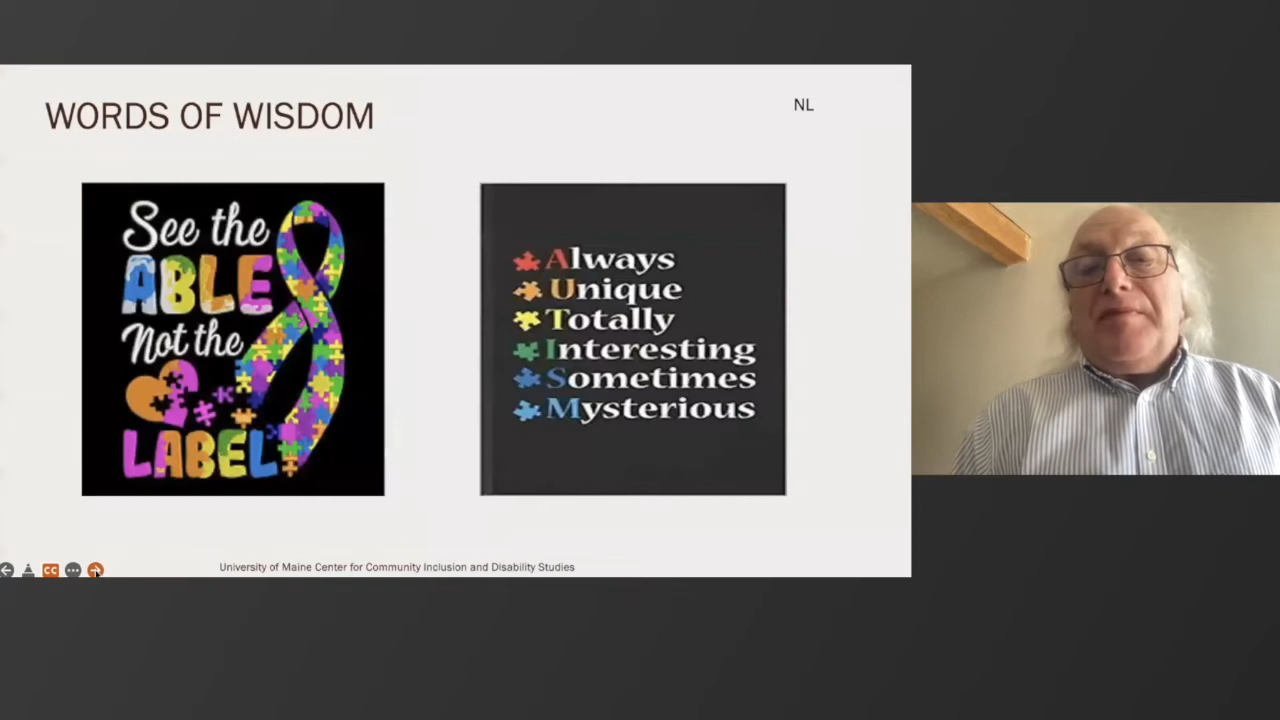 WORDS OF WISDOM
NL
See the
ABLE
Not the
LABEL
Always
Unique
Totally
Interesting
Sometimes
Mysterious
CC
University of Maine Center for Community Inclusion and Disability Studies